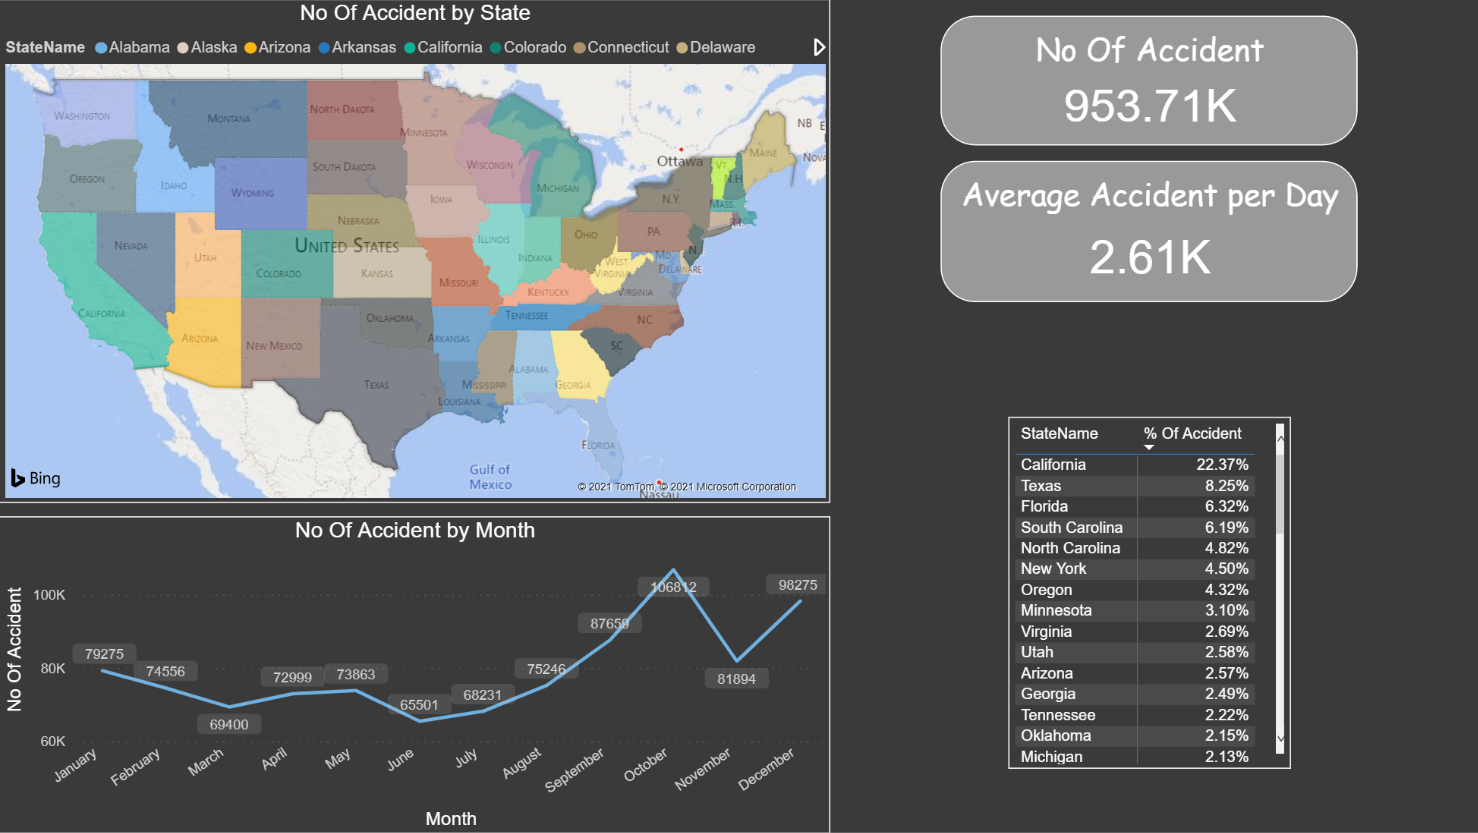 No Of Accident by State
StateName Alabama Alaska Arizona Arkansas California Colorado Connecticut Delaware
WASHINGTON
MONTANA
NORTH DAKOTA
MINNESOTA
OREGON
IDAHO
WYOMING
SOUTH DAKOTA
WISCONSIN
MICHIGAN
Ottawa
VT.
N.H.
MAINE
NB
NOVA
N.Y.
MASS.
R.I.
NEVADA
UTAH
COLORADO
NEBRASKA
UNITED STATES
KANSAS
IOWA
ILLINOIS
INDIANA
OHIO
PA
NJ
MD.
DELAWARE
WEST
VIRGINIA
VIRGINIA
MISSOURI
KENTUCKY
CALIFORNIA
ARIZONA
NEW MEXICO
OKLAHOMA
ARKANSAS
TENNESSEE
NC
SC
TEXAS
LOUISIANA
MISSISSIPPI
ALABAMA
GEORGIA
FLORIDA
Gulf of
Mexico
Nassau
Bing
© 2021 TomTom, © 2021 Microsoft Corporation
No Of Accident by Month
No Of Accident
100K
80K
60K
79275
74556
69400
72999
73863
65501
68231
75246
87659
106812
81894
98275
January
February
March
April
May
June
July
August
September
October
November
December
Month
No Of Accident
953.71K
Average Accident per Day
2.61K
StateName % Of Accident
California 22.37%
Texas 8.25%
Florida 6.32%
South Carolina 6.19%
North Carolina 4.82%
New York 4.50%
Oregon 4.32%
Minnesota 3.10%
Virginia 2.69%
Utah 2.58%
Arizona 2.57%
Georgia 2.49%
Tennessee 2.22%
Oklahoma 2.15%
Michigan 2.13%